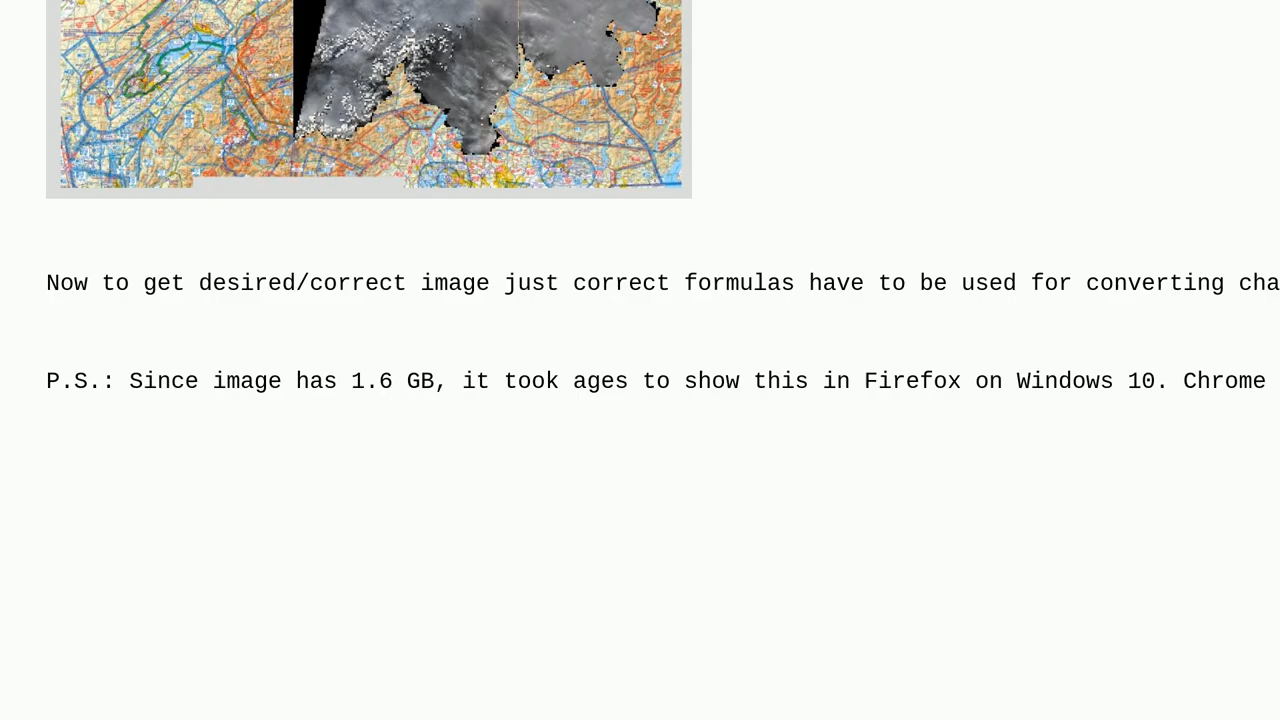 Now to get desired/correct image just correct formulas have to be used for converting cha
P.S.: Since image has 1.6 GB, it took ages to show this in Firefox on Windows 10. Chrome